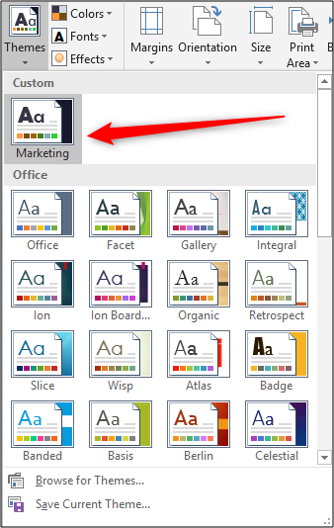 Themes
Colors
Fonts
Effects
Margins
Orientation
Size
Print
Area
B
Custom
Aa
Marketing
Office
Aa Aa Aa Aa
Office Facet Gallery Integral
Aa Aa Aa Aa
Ion Ion Board... Organic Retrospect
Aa Aa Aa Aa
Slice Wisp Atlas Badge
Aa Aa Aa Aa
Banded Basis Berlin Celestial
Browse for Themes...
Save Current Theme...